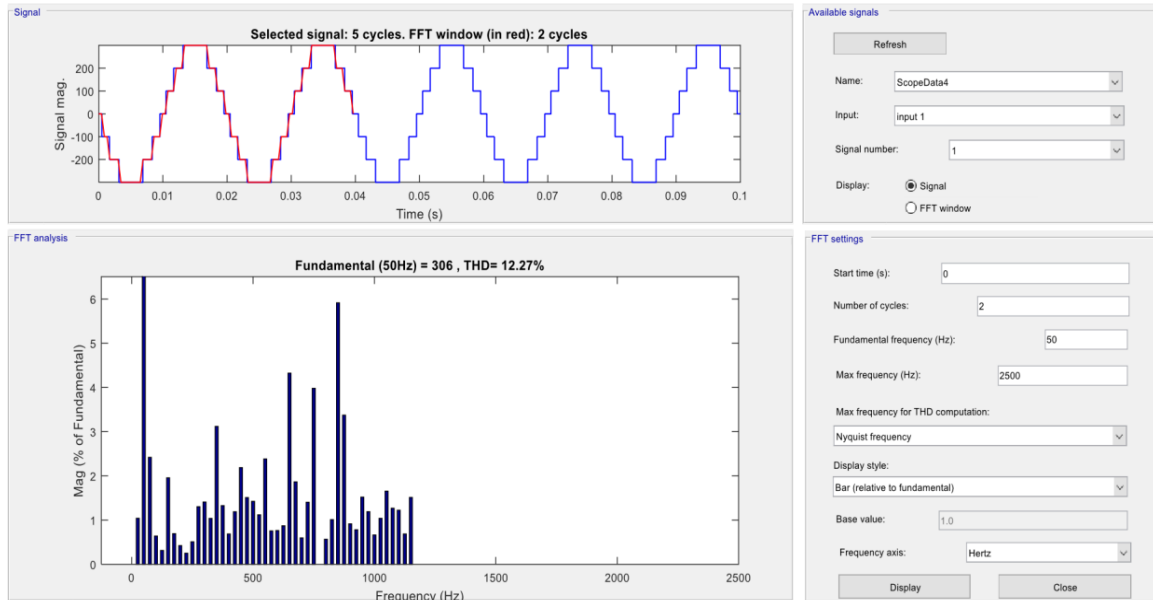 Signal
Selected signal: 5 cycles. FFT window (in red): 2 cycles
Signal mag.
200
100
0
-100
-200
0 0.01 0.02 0.03 0.04 0.05 0.06 0.07 0.08 0.09 0.1
Time (s)
FFT analysis
Fundamental (50Hz) = 306 , THD= 12.27%
Mag (% of Fundamental)
6
5
4
3
2
1
0
0 500 1000 1500 2000 2500
Frequency (Hz)
Available signals
Refresh
Name: ScopeData4
Input: input 1
Signal number: 1
Display: Signal
FFT window
FFT settings
Start time (s): 0
Number of cycles: 2
Fundamental frequency (Hz): 50
Max frequency (Hz): 2500
Max frequency for THD computation:
Nyquist frequency
Display style:
Bar (relative to fundamental)
Base value: 1.0
Frequency axis: Hertz
Display Close